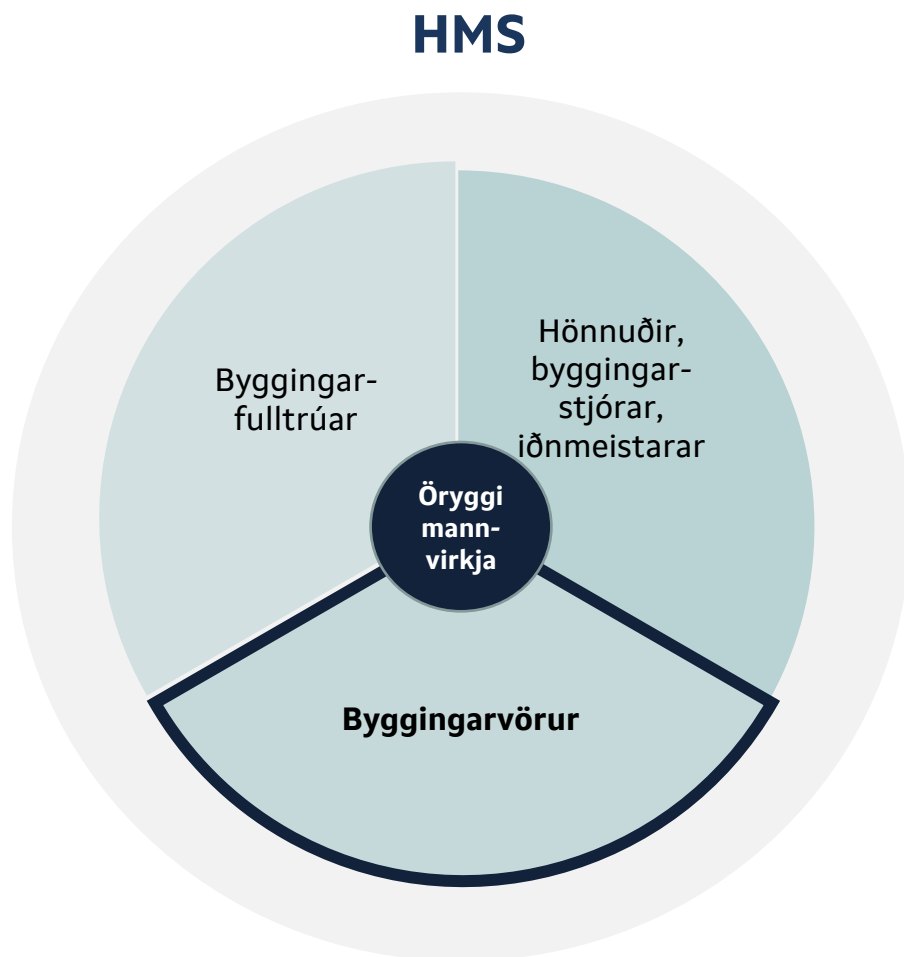 HMS
Byggingar-
fulltrúar
Hönnuðir,
byggingar-
stjórar,
iðnmeistarar
Öryggi
mann-
virkja
Byggingarvörur